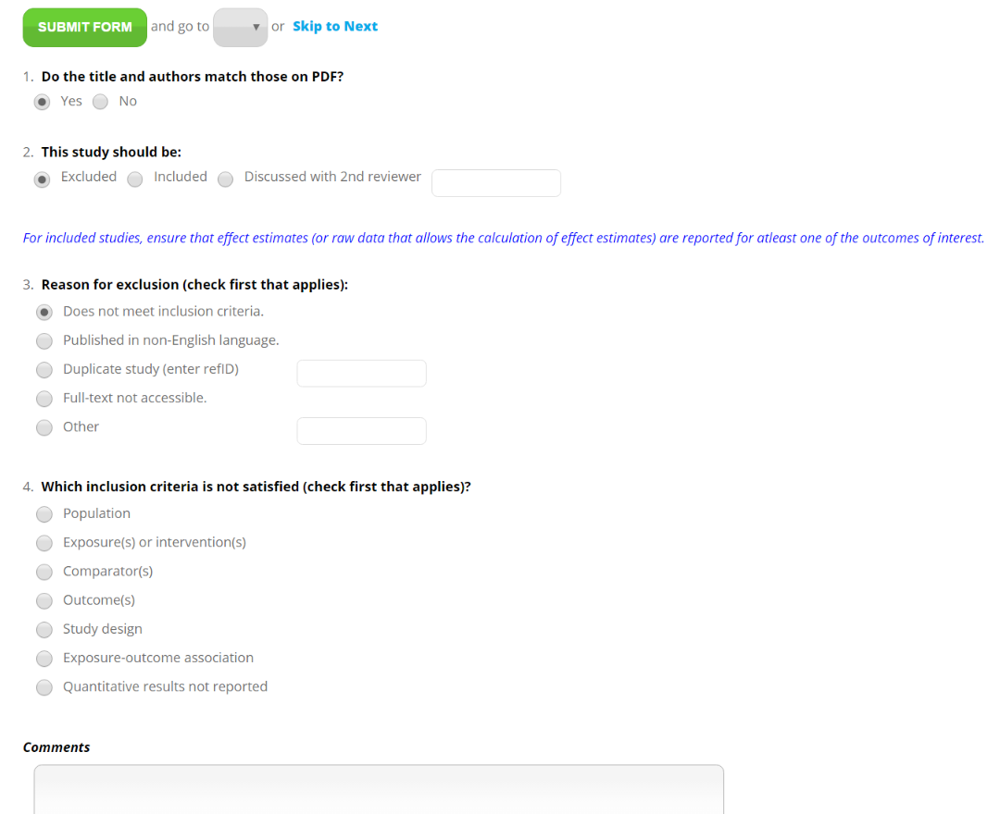 SUBMIT FORM and go to or Skip to Next
1. Do the title and authors match those on PDF?
Yes No
2. This study should be:
Excluded Included Discussed with 2nd reviewer
For included studies, ensure that effect estimates (or raw data that allows the calculation of effect estimates) are reported for atleast one of the outcomes of interest.
3. Reason for exclusion (check first that applies):
Does not meet inclusion criteria.
Published in non-English language.
Duplicate study (enter refID)
Full-text not accessible.
Other
4. Which inclusion criteria is not satisfied (check first that applies)?
Population
Exposure(s) or intervention(s)
Comparator(s)
Outcome(s)
Study design
Exposure-outcome association
Quantitative results not reported
Comments